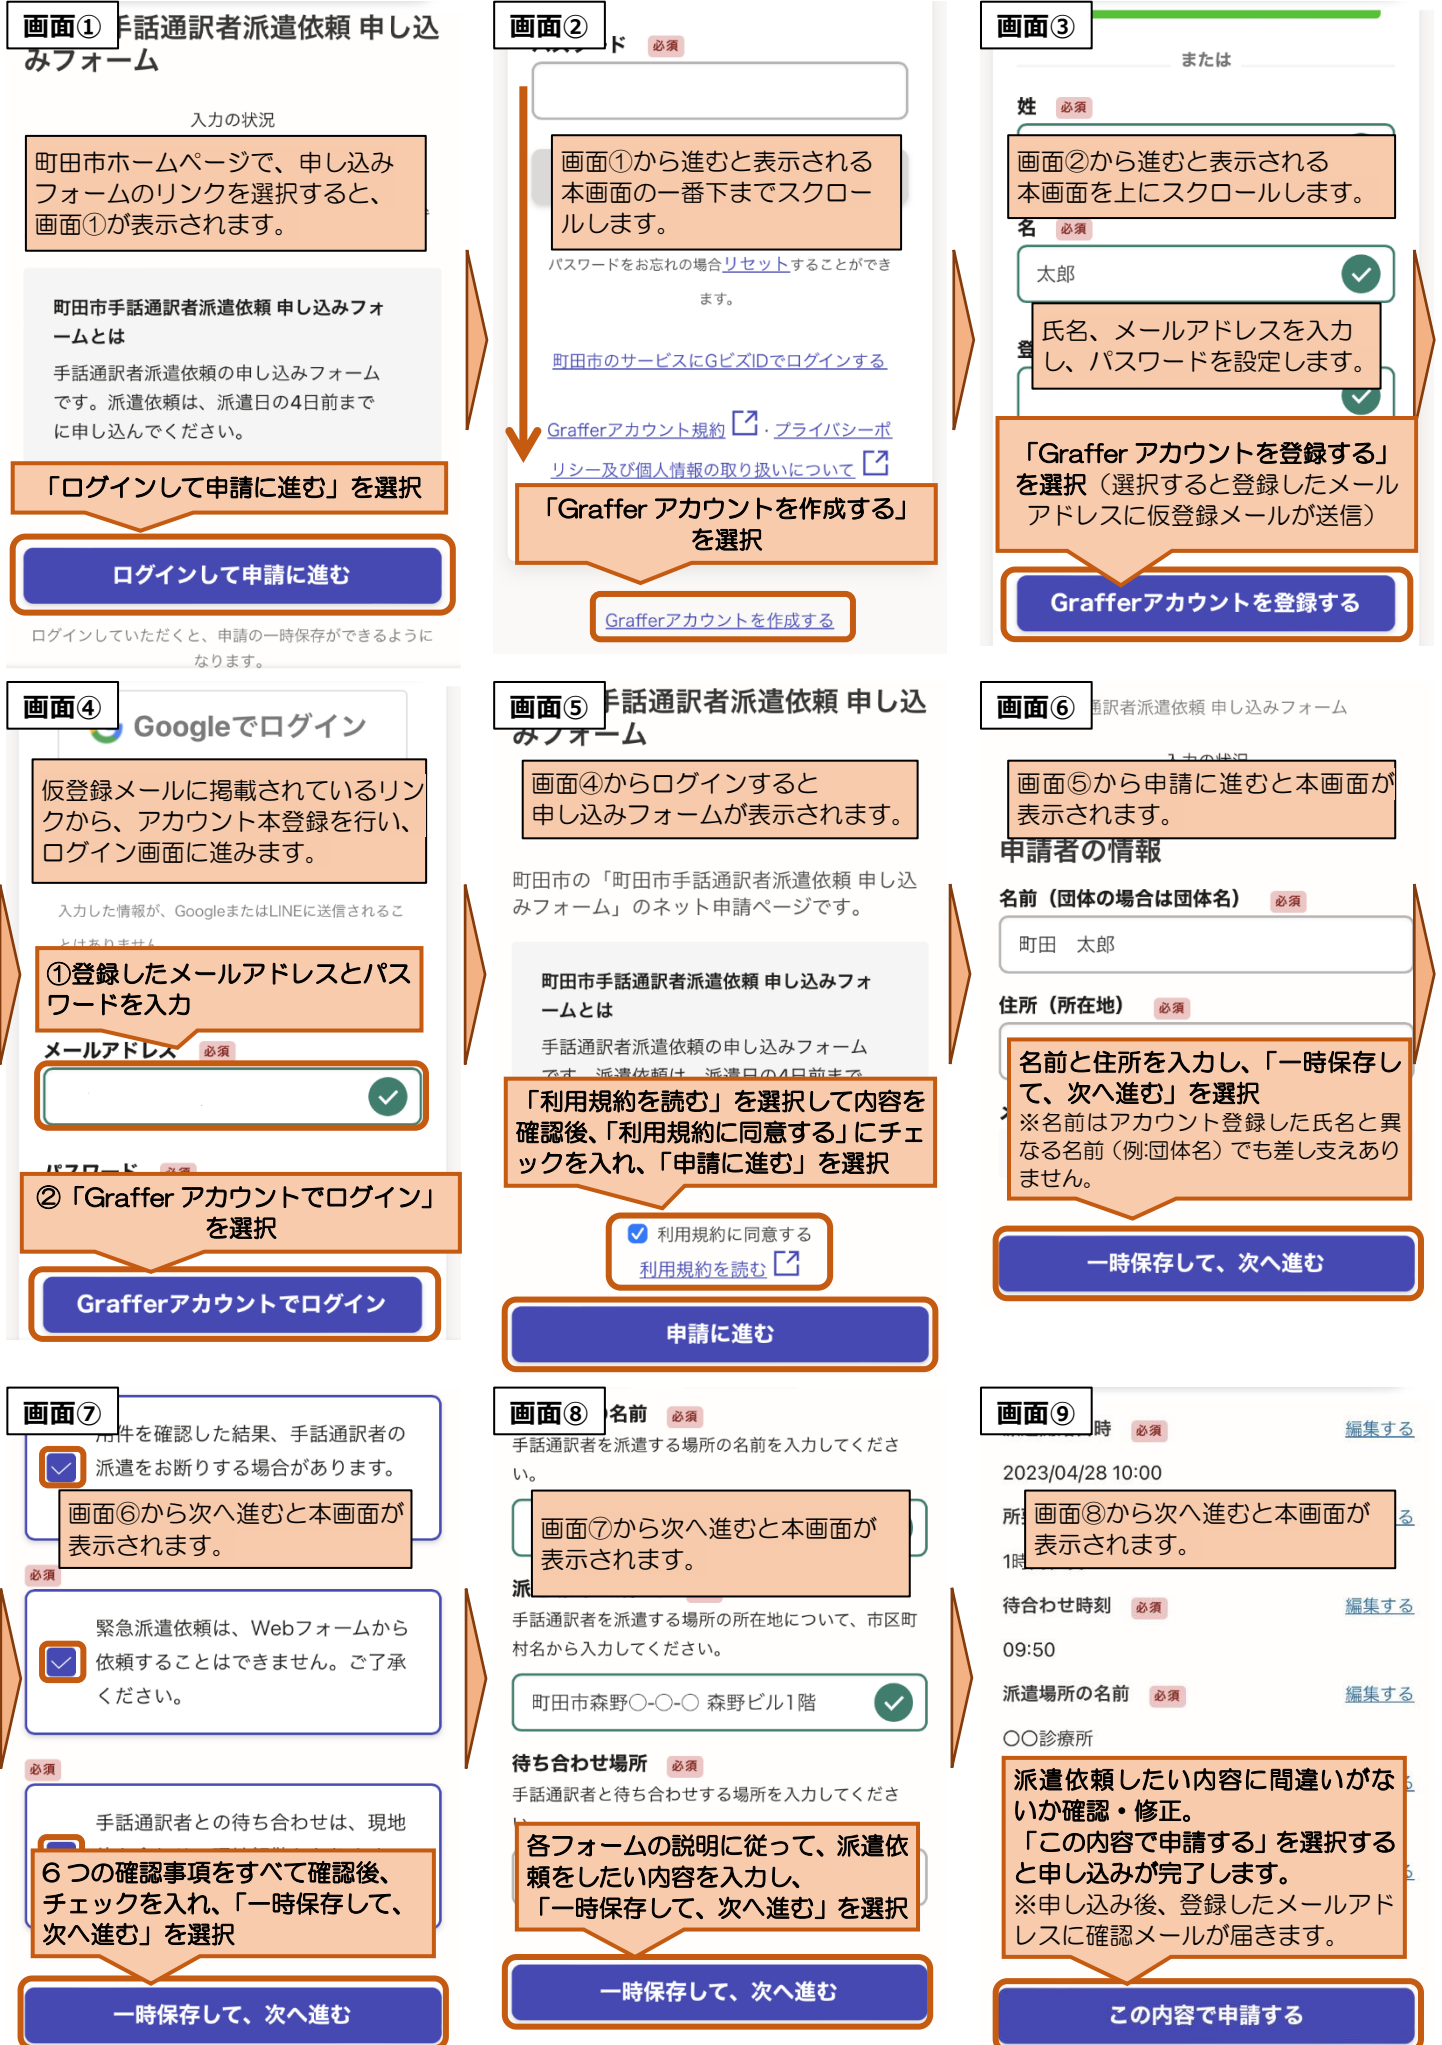 画面①
手話通訳者派遣依頼 申し込
みフォーム
入力の状況
町田市ホームページで、申し込み
フォームのリンクを選択すると、
画面①が表示されます。
町田市手話通訳者派遣依頼 申し込みフォ
ームとは
手話通訳者派遣依頼の申し込みフォーム
です。派遣依頼は、派遣日の4日前まで
に申し込んでください。
「ログインして申請に進む」を選択
ログインして申請に進む
ログインしていただくと、申請の一時保存ができるように
なります。
画面②
ド 必須
画面①から進むと表示される
本画面の一番下までスクロー
ルします。
パスワードをお忘れの場合リセットすることができ
ます。
町田市のサービスにGビズIDでログインする
Grafferアカウント規約 ・プライバシーポ
リシー及び個人情報の取り扱いについて
「Graffer アカウントを作成する」
を選択
Grafferアカウントを作成する
画面③
または
姓 必須
画面②から進むと表示される
本画面を上にスクロールします。
名 必須
太郎
氏名、メールアドレスを入力
し、パスワードを設定します。
登
「Graffer アカウントを登録する」
を選択（選択すると登録したメール
アドレスに仮登録メールが送信）
Grafferアカウントを登録する
画面④
Googleでログイン
仮登録メールに掲載されているリン
クから、アカウント本登録を行い、
ログイン画面に進みます。
入力した情報が、GoogleまたはLINEに送信されるこ
とはありません
①登録したメールアドレスとパス
ワードを入力
メールアドレス 必須
パスワード 必須
②「Graffer アカウントでログイン」
を選択
Grafferアカウントでログイン
画面⑤
手話通訳者派遣依頼 申し込
みフォーム
画面④からログインすると
申し込みフォームが表示されます。
町田市の「町田市手話通訳者派遣依頼 申し込
みフォーム」のネット申請ページです。
町田市手話通訳者派遣依頼 申し込みフォ
ームとは
手話通訳者派遣依頼の申し込みフォーム
です。派遣依頼は、派遣日の4日前まで
「利用規約を読む」を選択して内容を
確認後、「利用規約に同意する」にチェ
ックを入れ、「申請に進む」を選択
利用規約に同意する
利用規約を読む
申請に進む
画面⑥
通訳者派遣依頼 申し込みフォーム
入力の状況
画面⑤から申請に進むと本画面が
表示されます。
申請者の情報
名前（団体の場合は団体名） 必須
町田　太郎
住所（所在地） 必須
名前と住所を入力し、「一時保存し
て、次へ進む」を選択
※名前はアカウント登録した氏名と異
なる名前（例:団体名）でも差し支えあり
ません。
一時保存して、次へ進む
画面⑦
用件を確認した結果、手話通訳者の
派遣をお断りする場合があります。
画面⑥から次へ進むと本画面が
表示されます。
必須
緊急派遣依頼は、Webフォームから
依頼することはできません。ご了承
ください。
必須
手話通訳者との待ち合わせは、現地
６つの確認事項をすべて確認後、
チェックを入れ、「一時保存して、
次へ進む」を選択
一時保存して、次へ進む
画面⑧
の名前 必須
手話通訳者を派遣する場所の名前を入力してくださ
い。
画面⑦から次へ進むと本画面が
表示されます。
派
手話通訳者を派遣する場所の所在地について、市区町
村名から入力してください。
町田市森野○-○-○ 森野ビル1階
待ち合わせ場所 必須
手話通訳者と待ち合わせする場所を入力してくださ
い
各フォームの説明に従って、派遣依
頼をしたい内容を入力し、
「一時保存して、次へ進む」を選択
一時保存して、次へ進む
画面⑨
時 必須 編集する
2023/04/28 10:00
所 る
画面⑧から次へ進むと本画面が
表示されます。
1時
待合わせ時刻 必須 編集する
09:50
派遣場所の名前 必須 編集する
○○診療所
派遣依頼したい内容に間違いがな
いか確認・修正。
「この内容で申請する」を選択する
と申し込みが完了します。
※申し込み後、登録したメールアド
レスに確認メールが届きます。
この内容で申請する